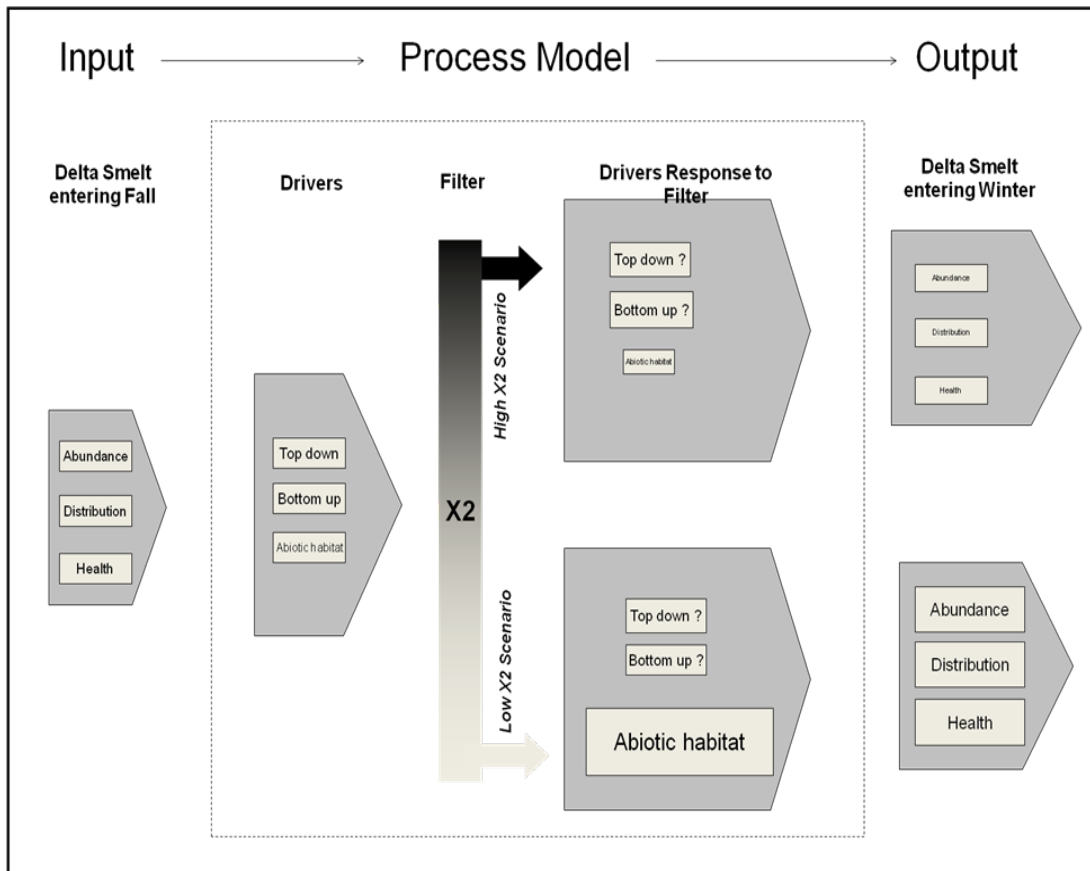 Input
Process Model
Output
Delta Smelt
entering Fall
Drivers
Filter
Drivers Response to
Filter
Delta Smelt
entering Winter
Abundance
Distribution
Health
Top down
Bottom up
Abiotic habitat
X2
High X2 Scenario
Low X2 Scenario
Top down ?
Bottom up ?
Abiotic habitat
Top down ?
Bottom up ?
Abiotic habitat
Abundance
Distribution
Health
Abundance
Distribution
Health